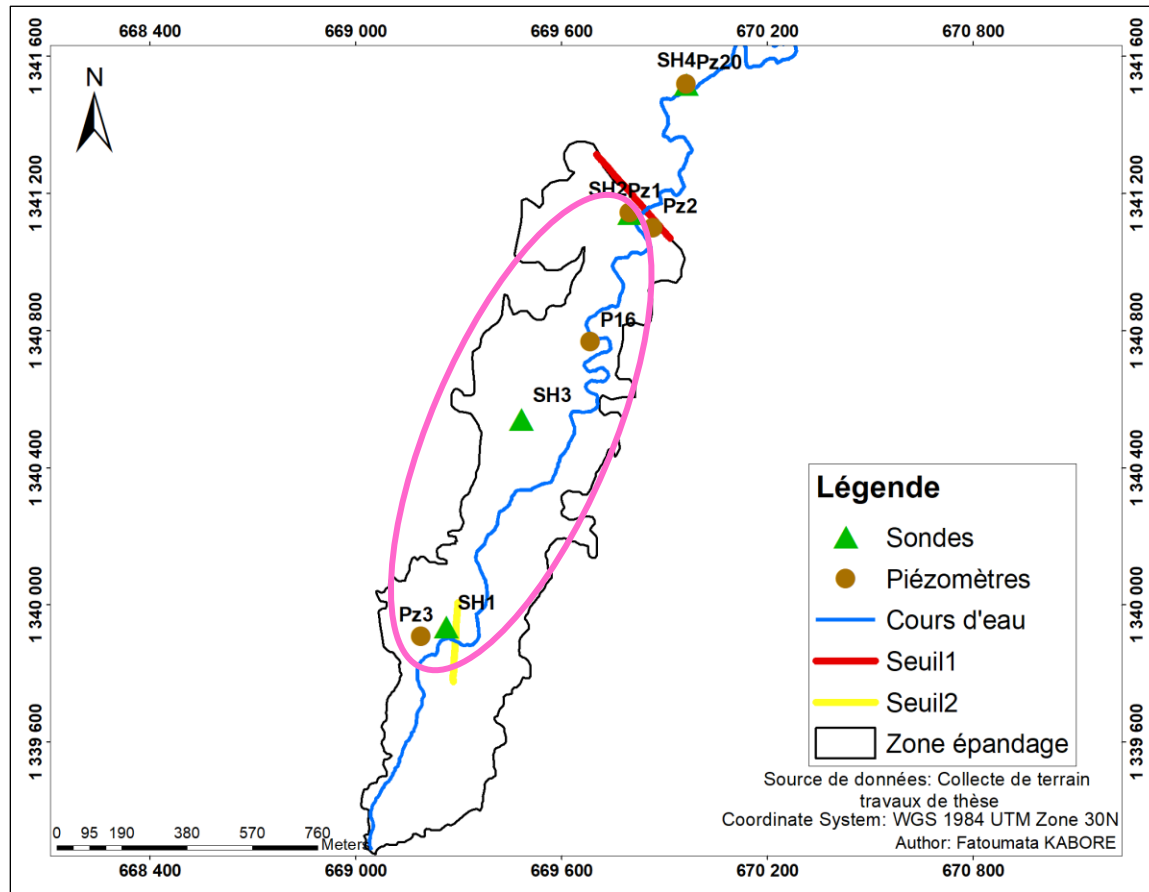 668 400 669 000 669 600 670 200 670 800
1 341 600 1 341 600
N
SH4 Pz20
1 341 200 1 341 200
SH2 Pz1
Pz2
1 340 800 1 340 800
P16
SH3
1 340 400 1 340 400
1 340 000 1 340 000
SH1
Pz3
1 339 600 1 339 600
Légende
Sondes
Piézomètres
Cours d'eau
Seuil1
Seuil2
Zone épandage
Source de données: Collecte de terrain
travaux de thèse
Coordinate System: WGS 1984 UTM Zone 30N
Author: Fatoumata KABORE
0 95 190 380 570 760
Meters
668 400 669 000 669 600 670 200 670 800